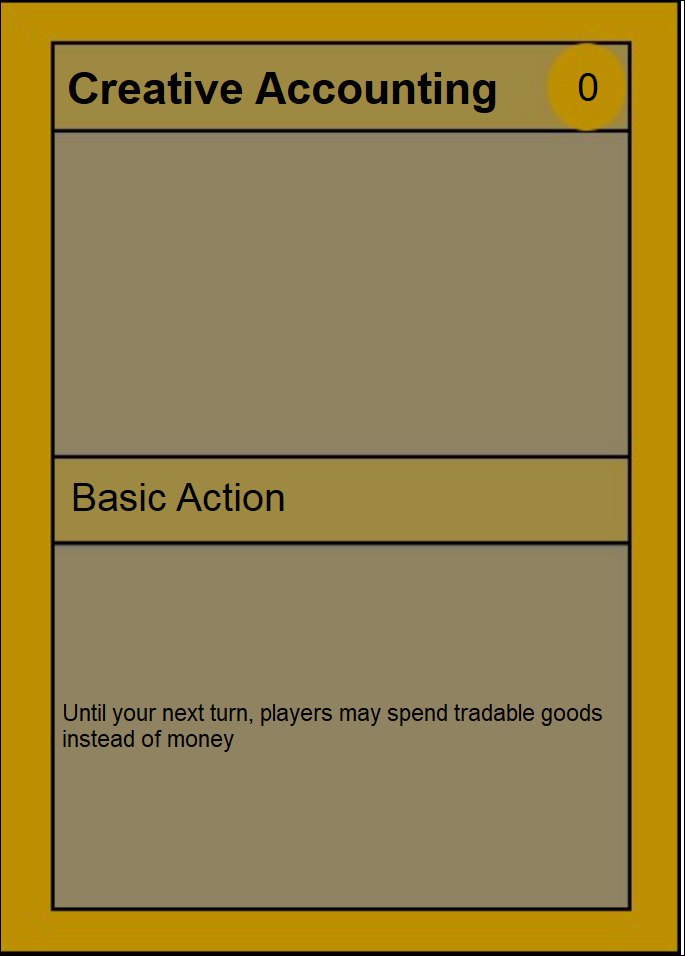 Creative Accounting
0
Basic Action
Until your next turn, players may spend tradable goods
instead of money